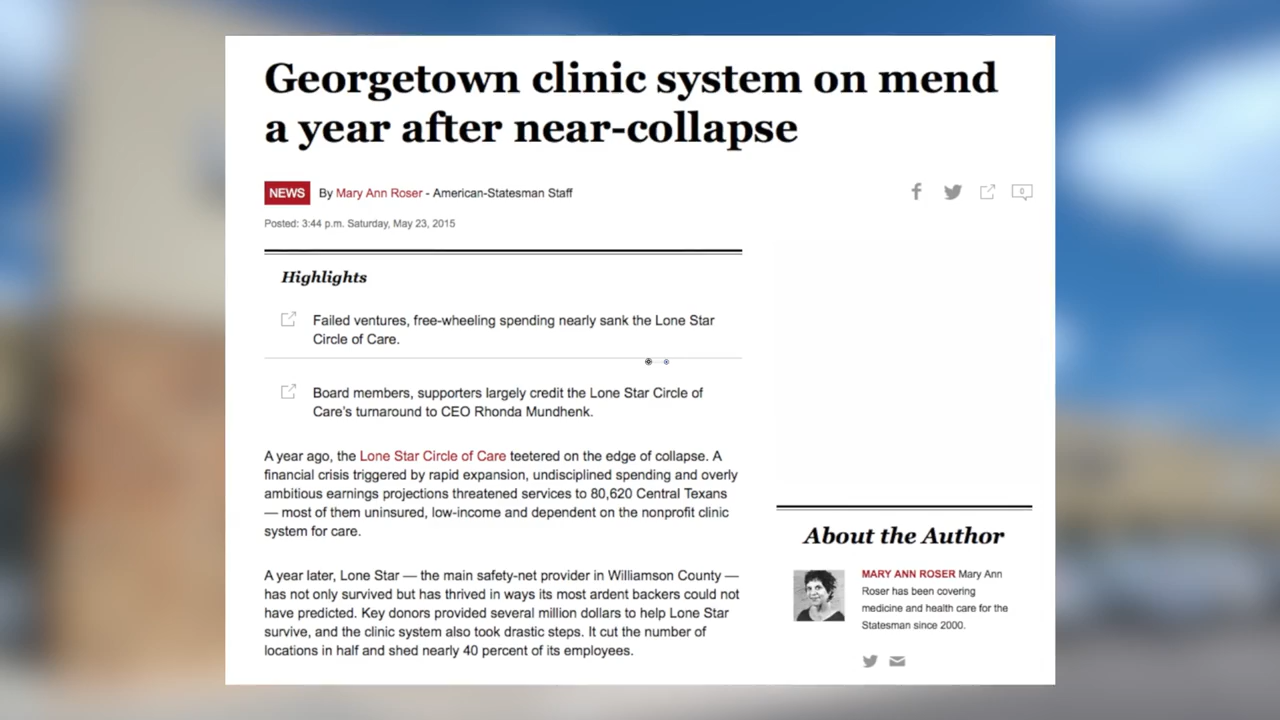 Georgetown clinic system on mend
a year after near-collapse
NEWS By Mary Ann Roser - American-Statesman Staff
0
Posted: 3:44 p.m. Saturday, May 23, 2015
Highlights
Failed ventures, free-wheeling spending nearly sank the Lone Star
Circle of Care.
Board members, supporters largely credit the Lone Star Circle of
Care's turnaround to CEO Rhonda Mundhenk.
A year ago, the Lone Star Circle of Care teetered on the edge of collapse. A
financial crisis triggered by rapid expansion, undisciplined spending and overly
ambitious earnings projections threatened services to 80,620 Central Texans
— most of them uninsured, low-income and dependent on the nonprofit clinic
system for care.
A year later, Lone Star — the main safety-net provider in Williamson County —
has not only survived but has thrived in ways its most ardent backers could not
have predicted. Key donors provided several million dollars to help Lone Star
survive, and the clinic system also took drastic steps. It cut the number of
locations in half and shed nearly 40 percent of its employees.
About the Author
MARY ANN ROSER Mary Ann
Roser has been covering
medicine and health care for the
Statesman since 2000.